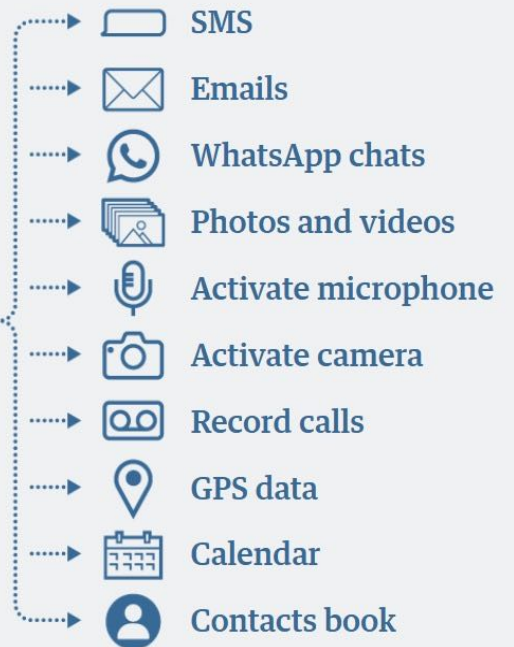 SMS
Emails
WhatsApp chats
Photos and videos
Activate microphone
Activate camera
Record calls
GPS data
Calendar
Contacts book